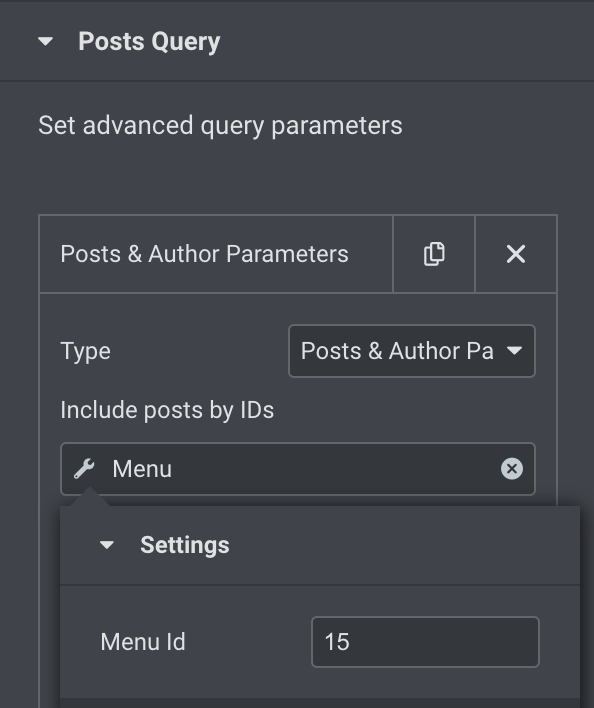 Posts Query
Set advanced query parameters
Posts & Author Parameters
Type
Posts & Author Pa
Include posts by IDs
Menu
Settings
Menu Id
15